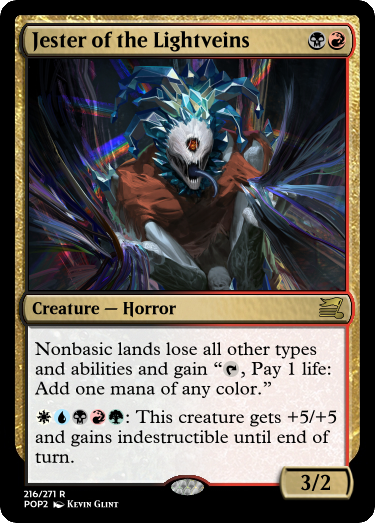 Jester of the Lightveins
Creature — Horror
Nonbasic lands lose all other types
and abilities and gain “, Pay 1 life:
Add one mana of any color.”
: This creature gets +5/+5
and gains indestructible until end of
turn.
3/2
216/271 R
POP2 Kevin Glint